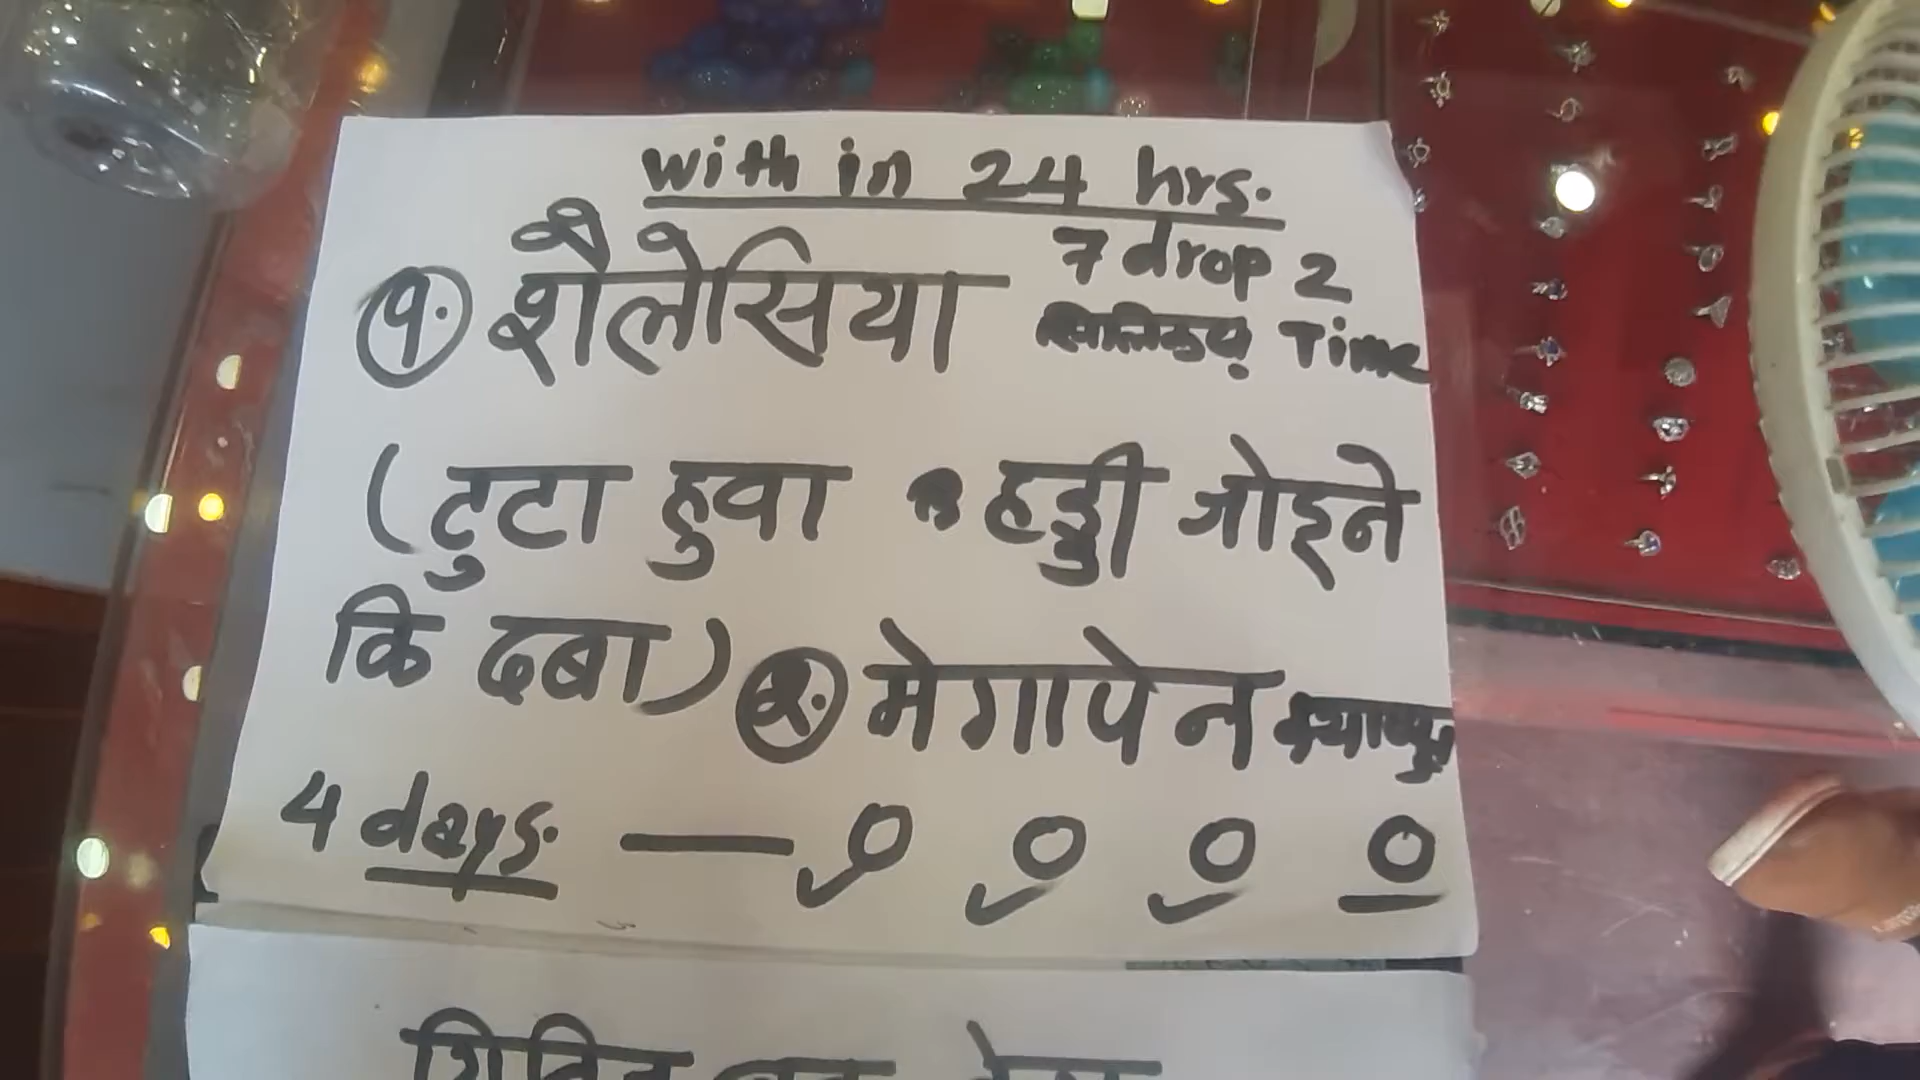 with in 24 hrs.
१. शैलेसिया 7 drop 2
Time
(टुटा हुवा हड्डी जोड्ने
कि दबा) २. मेगापेन
4 days. —